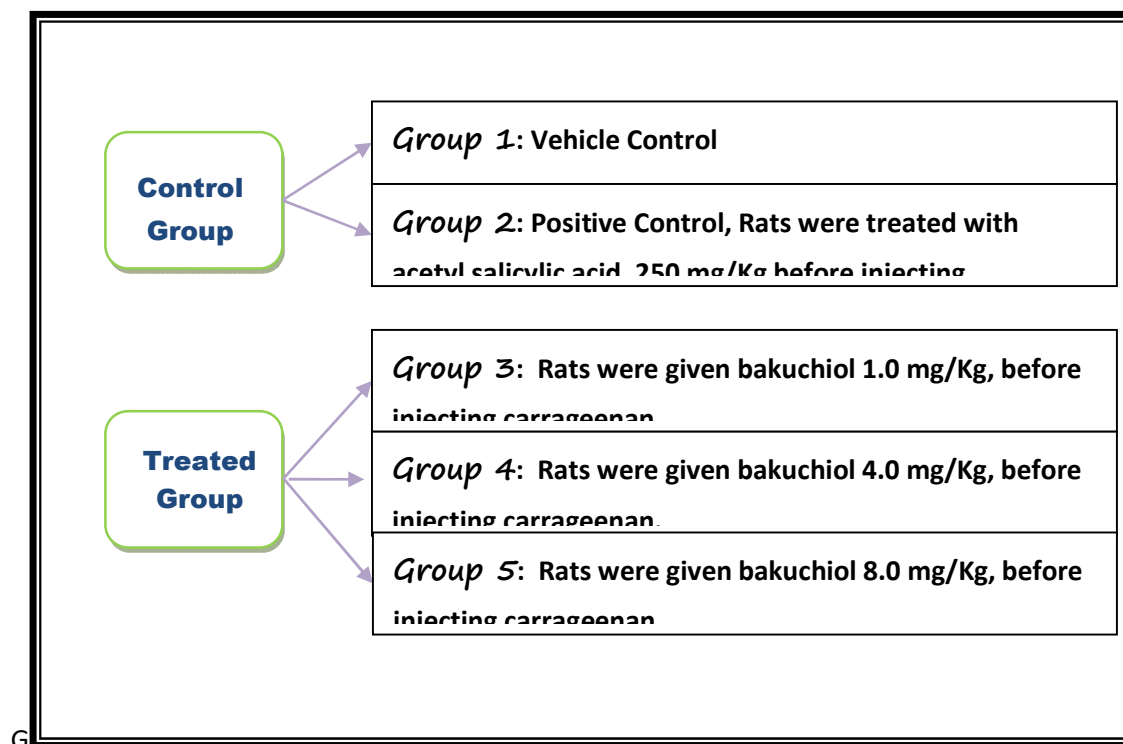 Control
Group
Group 1: Vehicle Control
Group 2: Positive Control, Rats were treated with
acetyl salicylic acid, 250 mg/Kg before injecting
Treated
Group
Group 3: Rats were given bakuchiol 1.0 mg/Kg, before
injecting carrageenan
Group 4: Rats were given bakuchiol 4.0 mg/Kg, before
injecting carrageenan.
Group 5: Rats were given bakuchiol 8.0 mg/Kg, before
injecting carrageenan
G